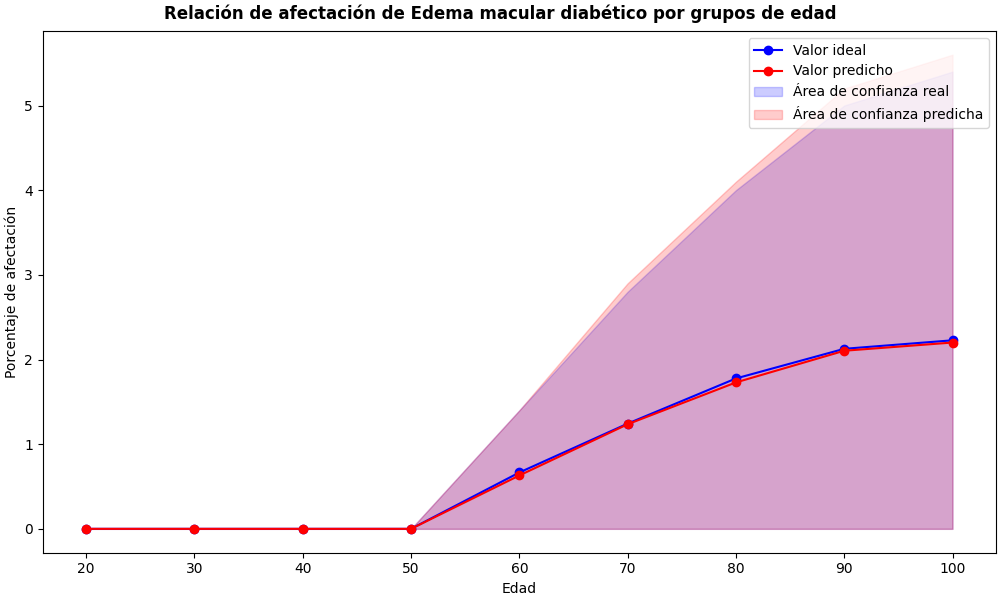 Relación de afectación de Edema macular diabético por grupos de edad
Valor ideal
Valor predicho
Área de confianza real
Área de confianza predicha
Porcentaje de afectación
5
4
3
2
1
0
20 30 40 50 60 70 80 90 100
Edad